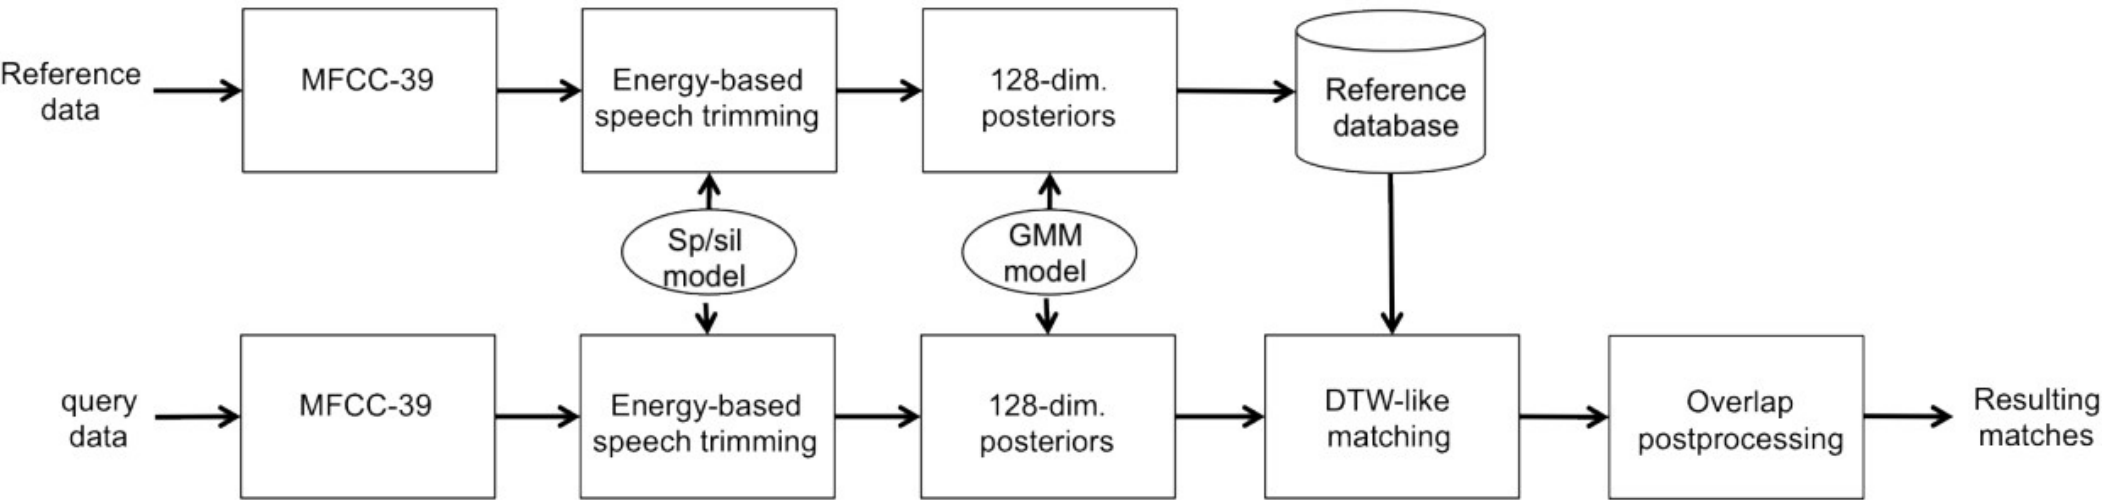 Reference
data
MFCC-39
Energy-based
speech trimming
128-dim.
posteriors
Reference
database
Sp/sil
model
GMM
model
query
data
MFCC-39
Energy-based
speech trimming
128-dim.
posteriors
DTW-like
matching
Overlap
postprocessing
Resulting
matches